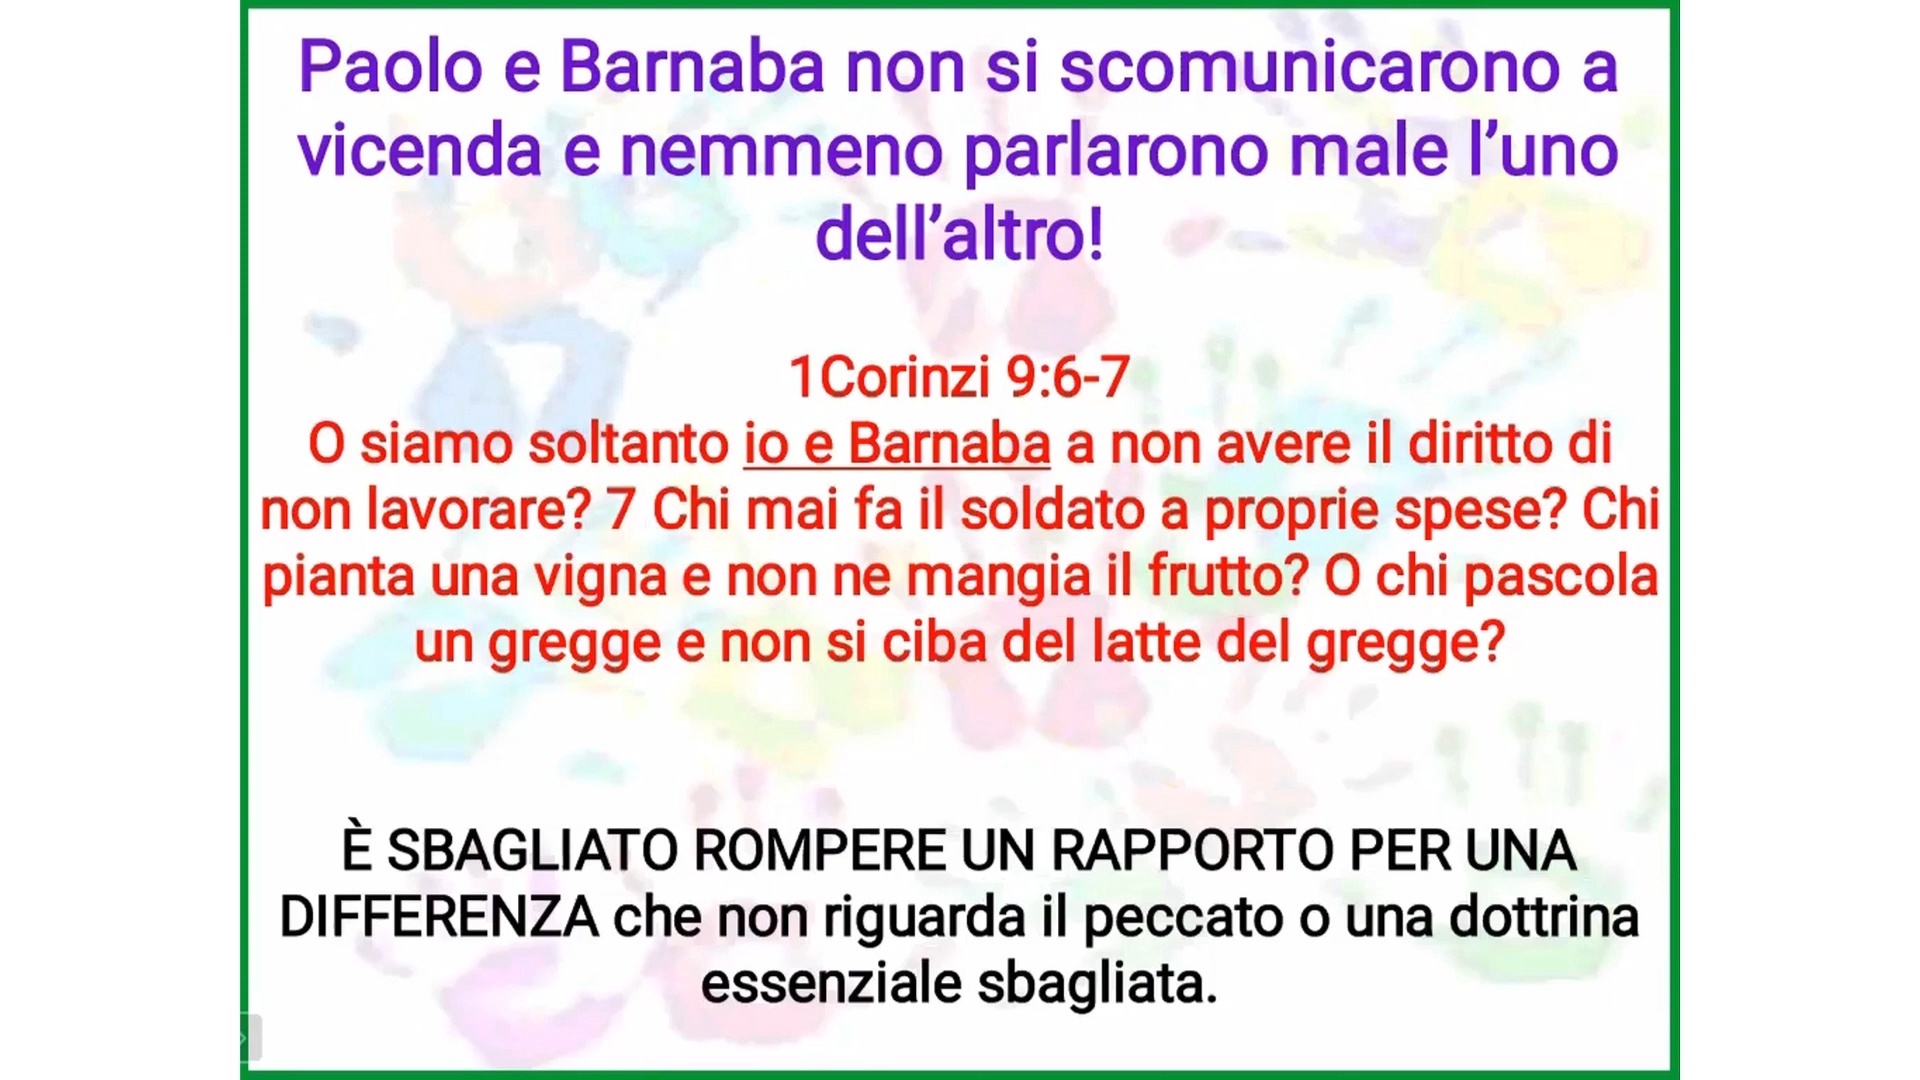 Paolo e Barnaba non si scomunicarono a
vicenda e nemmeno parlarono male l’uno
dell’altro!
1Corinzi 9:6-7
O siamo soltanto io e Barnaba a non avere il diritto di
non lavorare? 7 Chi mai fa il soldato a proprie spese? Chi
pianta una vigna e non ne mangia il frutto? O chi pascola
un gregge e non si ciba del latte del gregge?
È SBAGLIATO ROMPERE UN RAPPORTO PER UNA
DIFFERENZA che non riguarda il peccato o una dottrina
essenziale sbagliata.